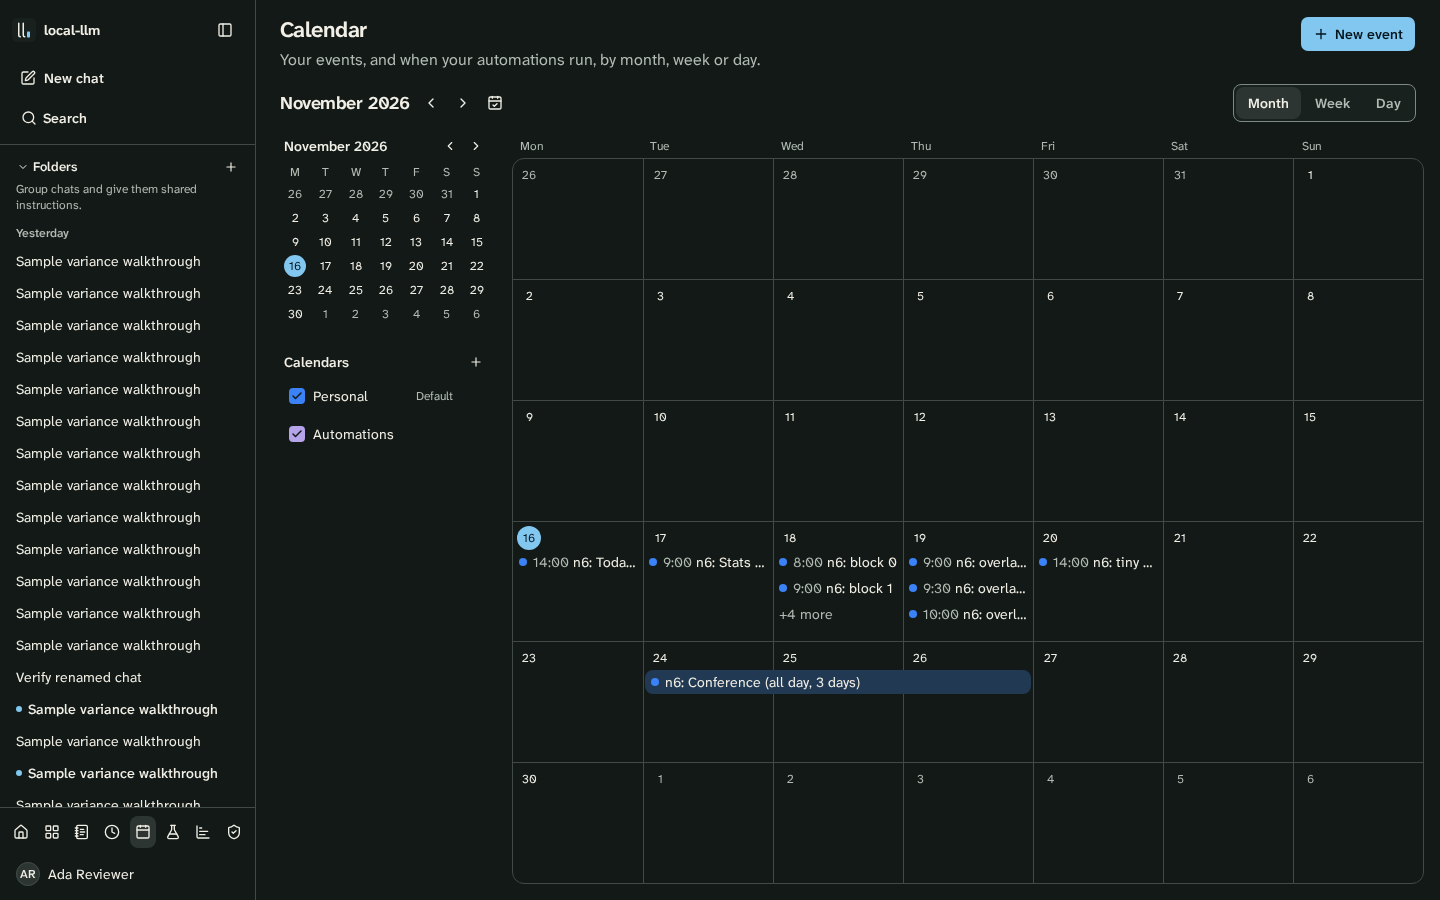 local-llm
New chat
Search
Folders
Group chats and give them shared
instructions.
Yesterday
Sample variance walkthrough
Sample variance walkthrough
Sample variance walkthrough
Sample variance walkthrough
Sample variance walkthrough
Sample variance walkthrough
Sample variance walkthrough
Sample variance walkthrough
Sample variance walkthrough
Sample variance walkthrough
Sample variance walkthrough
Sample variance walkthrough
Sample variance walkthrough
Verify renamed chat
Sample variance walkthrough
Sample variance walkthrough
Sample variance walkthrough
Sample variance walkthrough
AR Ada Reviewer
Calendar
Your events, and when your automations run, by month, week or day.
New event
November 2026
Month Week Day
November 2026
M T W T F S S
26 27 28 29 30 31 1
2 3 4 5 6 7 8
9 10 11 12 13 14 15
16 17 18 19 20 21 22
23 24 25 26 27 28 29
30 1 2 3 4 5 6
Calendars
Personal Default
Automations
Mon Tue Wed Thu Fri Sat Sun
26 27 28 29 30 31 1
2 3 4 5 6 7 8
9 10 11 12 13 14 15
16 17 18 19 20 21 22
14:00 n6: Toda... 9:00 n6: Stats ... 8:00 n6: block 0 9:00 n6: overla... 14:00 n6: tiny ...
9:00 n6: block 1 9:30 n6: overla...
+4 more 10:00 n6: overl...
23 24 25 26 27 28 29
n6: Conference (all day, 3 days)
30 1 2 3 4 5 6